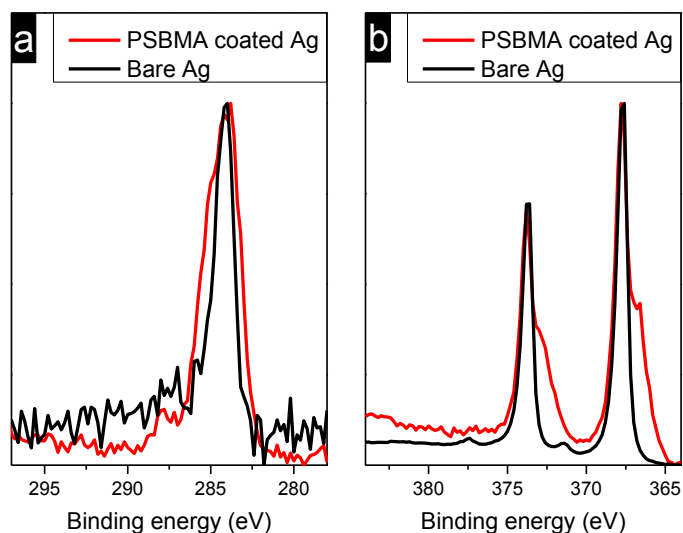 a
PSBMA coated Ag
Bare Ag
295 290 285 280
Binding energy (eV)
b
PSBMA coated Ag
Bare Ag
380 375 370 365
Binding energy (eV)